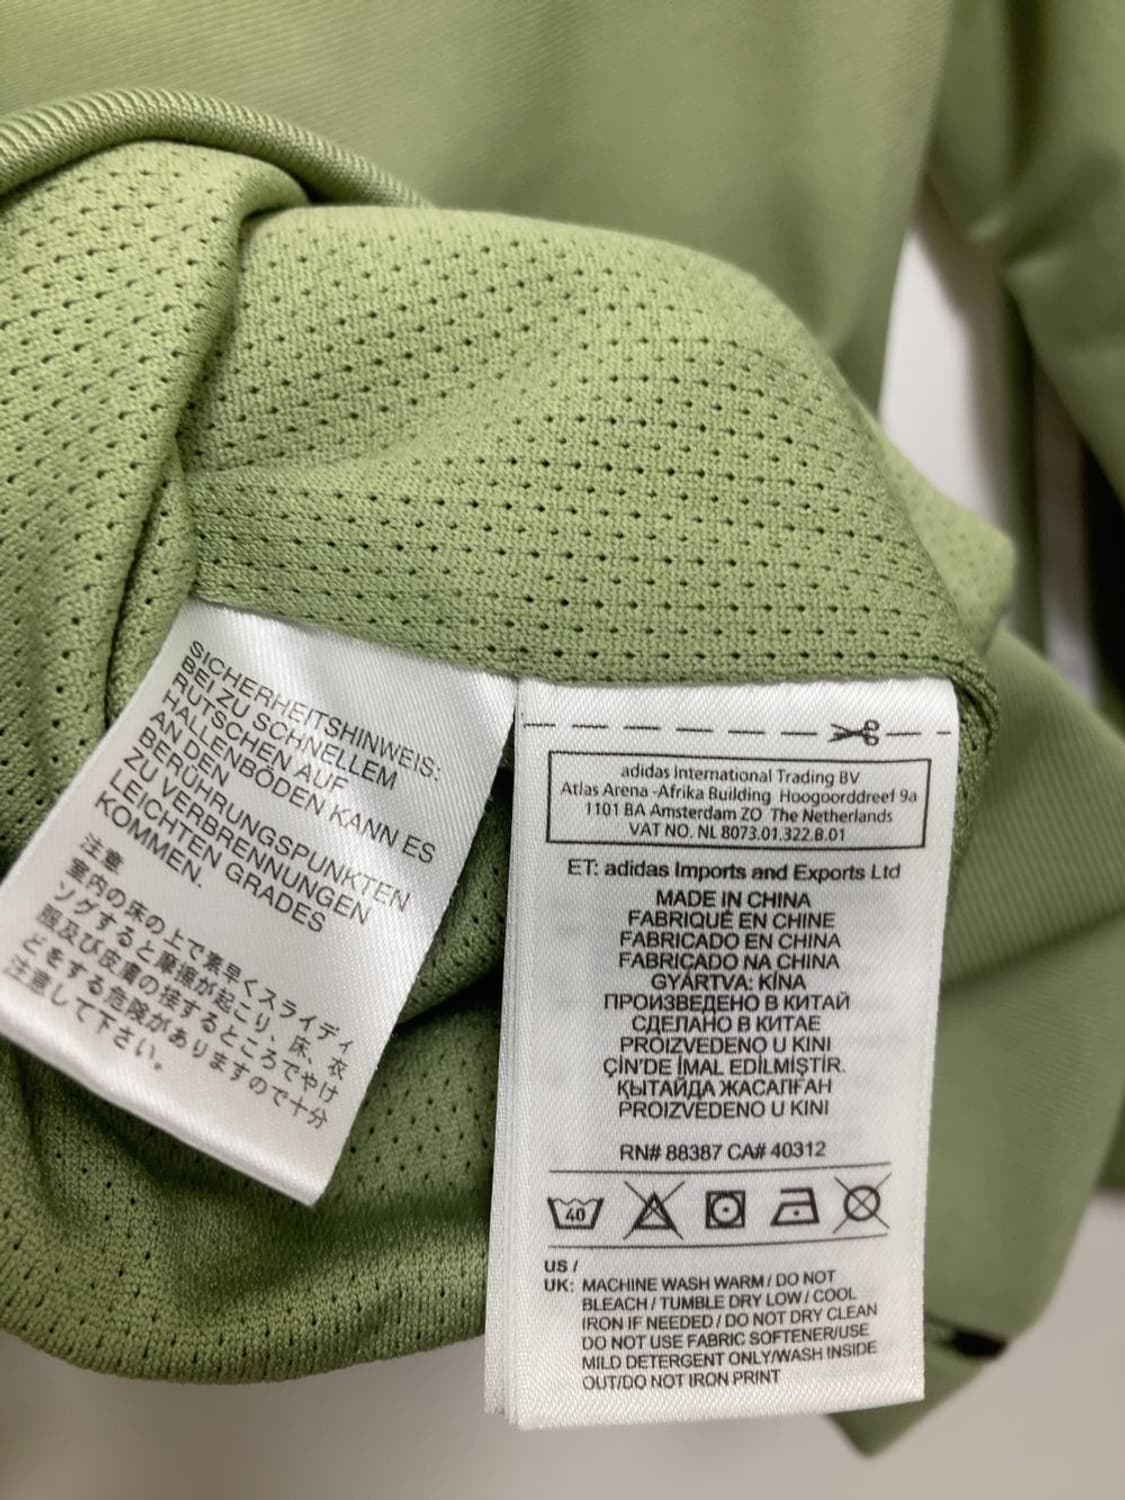 SICHERHEITSHINWEIS:
BEI ZU SCHNELLEM
RUTSCHEN AUF
HALLENBÖDEN KANN ES
AN DEN
BERÜHRUNGSPUNKTEN
ZU VERBRENNUNGEN
LEICHTEN GRADES
KOMMEN.
注意
室内の床の上で素早くスライディ
ングすると摩擦が起こり、床、衣
服及び皮膚の接するところでやけ
どをする危険がありますので十分
注意して下さい。
adidas International Trading BV
Atlas Arena -Afrika Building Hoogoorddreef 9a
1101 BA Amsterdam ZO The Netherlands
VAT NO. NL 8073.01.322.B.01
ET: adidas Imports and Exports Ltd
MADE IN CHINA
FABRIQUÉ EN CHINE
FABRICADO EN CHINA
FABRICADO NA CHINA
GYÁRTVA: KÍNA
ПРОИЗВЕДЕНО В КИТАЙ
СДЕЛАНО В КИТАЕ
PROIZVEDENO U KINI
ÇİN'DE İMAL EDİLMİŞTİR.
ҚЫТАЙДА ЖАСАЛҒАН
PROIZVEDENO U KINI
RN# 88387 CA# 40312
40
US /
UK: MACHINE WASH WARM / DO NOT
BLEACH / TUMBLE DRY LOW / COOL
IRON IF NEEDED / DO NOT DRY CLEAN
DO NOT USE FABRIC SOFTENER/USE
MILD DETERGENT ONLY/WASH INSIDE
OUT/DO NOT IRON PRINT